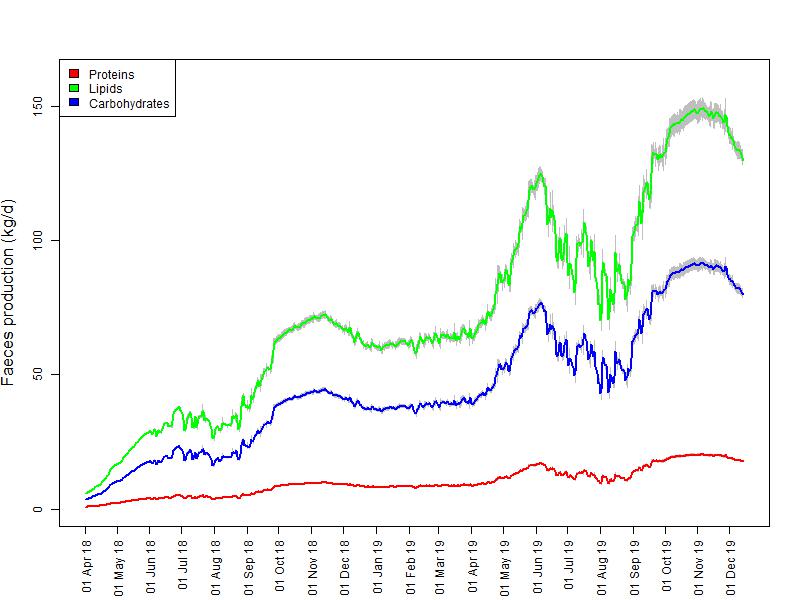 Proteins
Lipids
Carbohydrates
Faeces production (kg/d)
150
100
50
0
01 Apr 18
01 May 18
01 Jun 18
01 Jul 18
01 Aug 18
01 Sep 18
01 Oct 18
01 Nov 18
01 Dec 18
01 Jan 19
01 Feb 19
01 Mar 19
01 Apr 19
01 May 19
01 Jun 19
01 Jul 19
01 Aug 19
01 Sep 19
01 Oct 19
01 Nov 19
01 Dec 19